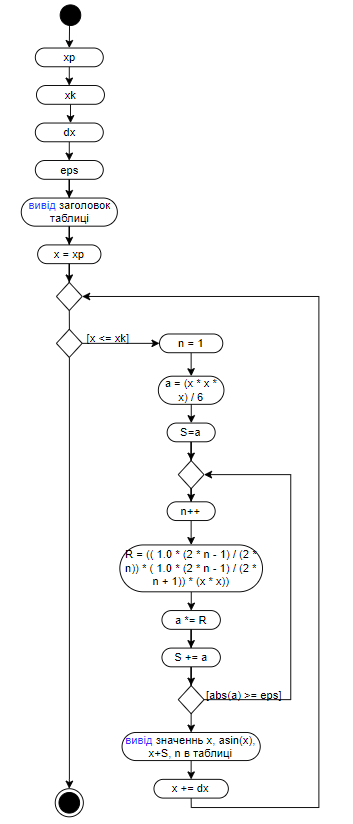 xp
xk
dx
eps
вивід заголовок
таблиці
x = xp
[x <= xk]
n = 1
a = (x * x *
x) / 6
S=a
n++
R = (( 1.0 * (2 * n - 1) / (2 *
n)) * ( 1.0 * (2 * n - 1) / (2 *
n + 1)) * (x * x))
a *= R
S += a
[abs(a) >= eps]
вивід значеннь x, asin(x),
x+S, n в таблиці
x += dx